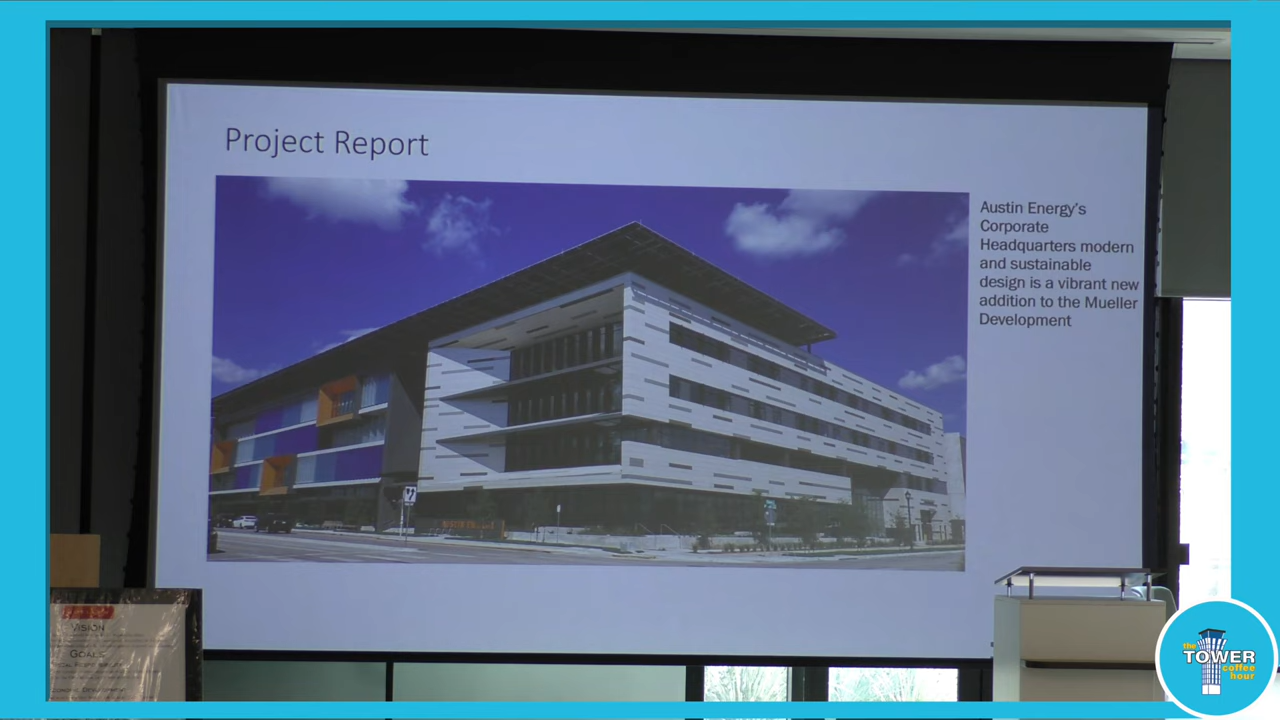 Project Report
Austin Energy's
Corporate
Headquarters modern
and sustainable
design is a vibrant new
addition to the Mueller
Development
VISION
GOALS
the
TOWER
coffee
hour